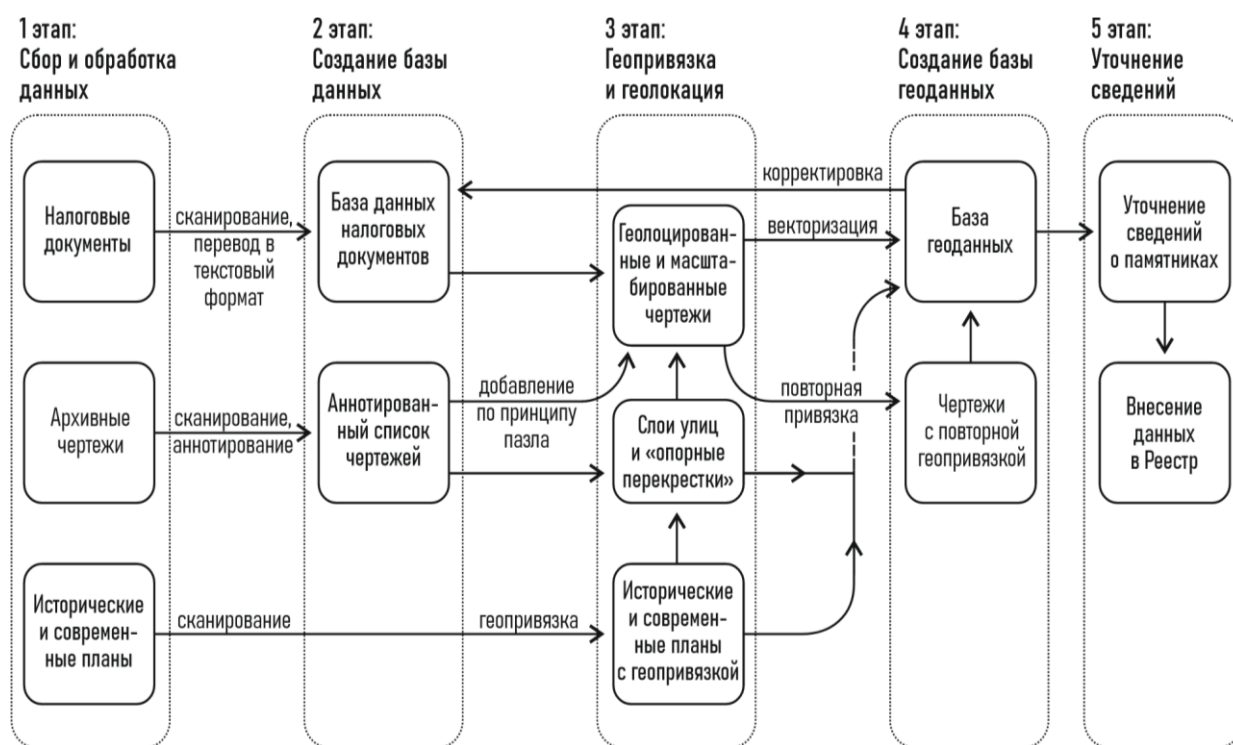 1 этап:
Сбор и обработка
данных
2 этап:
Создание базы
данных
3 этап:
Геопривязка
и геолокация
4 этап:
Создание базы
геоданных
5 этап:
Уточнение
сведений
Налоговые
документы
сканирование,
перевод в
текстовый
формат
База данных
налоговых
документов
Геолоцирован-
ные и масшта-
бированные
чертежи
корректировка
векторизация
База
геоданных
Уточнение
сведений
о памятниках
Архивные
чертежи
сканирование,
аннотирование
Аннотирован-
ный список
чертежей
добавление
по принципу
пазла
Слои улиц
и «опорные
перекрестки»
повторная
привязка
Чертежи
с повторной
геопривязкой
Внесение
данных
в Реестр
Исторические
и современ-
ные планы
сканирование
геопривязка
Исторические
и современ-
ные планы
с геопривязкой